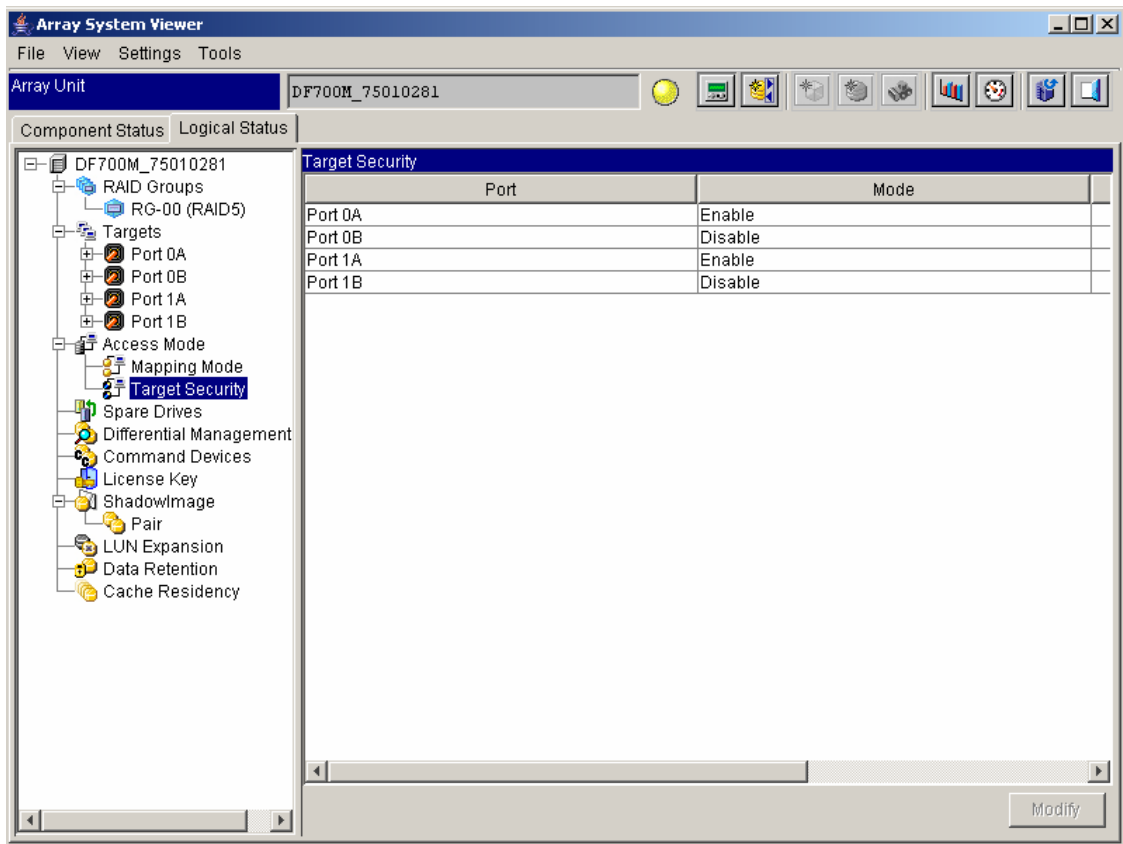 Array System Viewer
File View Settings Tools
Array Unit
DF700M_75010281
Component Status
Logical Status
DF700M_75010281
RAID Groups
RG-00 (RAID5)
Targets
Port 0A
Port 0B
Port 1A
Port 1B
Access Mode
Mapping Mode
Target Security
Spare Drives
Differential Management
Command Devices
License Key
ShadowImage
Pair
LUN Expansion
Data Retention
Cache Residency
Target Security
Port Mode
Port 0A Enable
Port 0B Disable
Port 1A Enable
Port 1B Disable
Modify